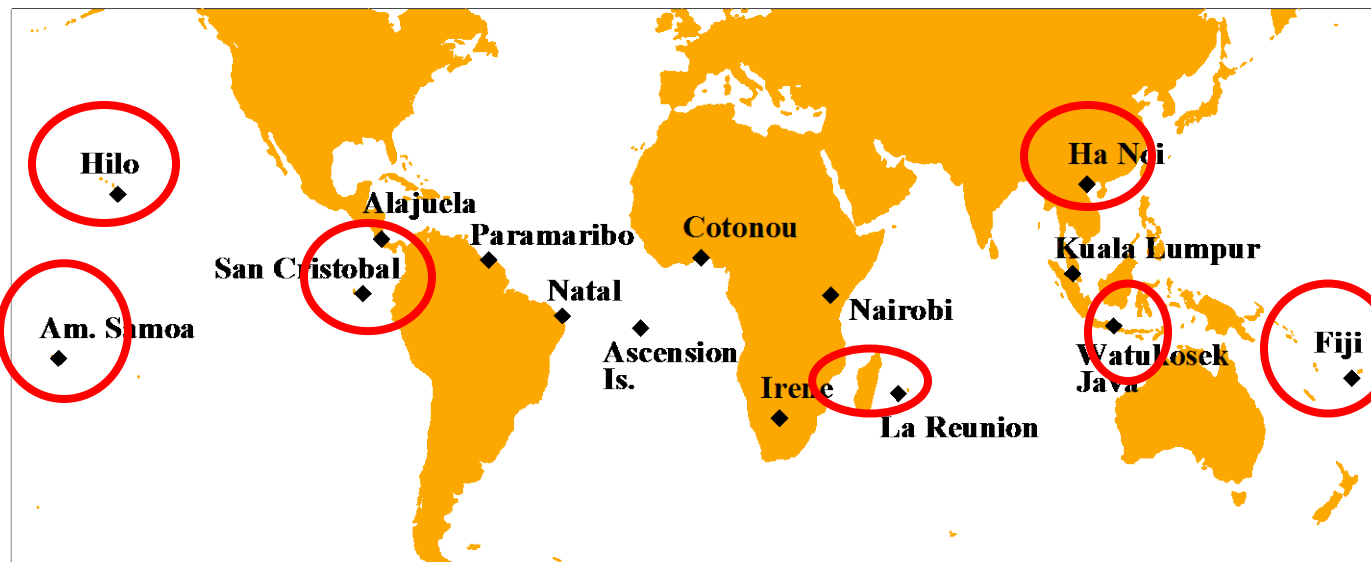 Hilo
Ha Noi
Alajuela
Paramaribo
Cotonou
Kuala Lumpur
San Cristobal
Natal
Nairobi
Am. Samoa
Ascension
Is.
Watukosek
Java
Fiji
Irene
La Reunion